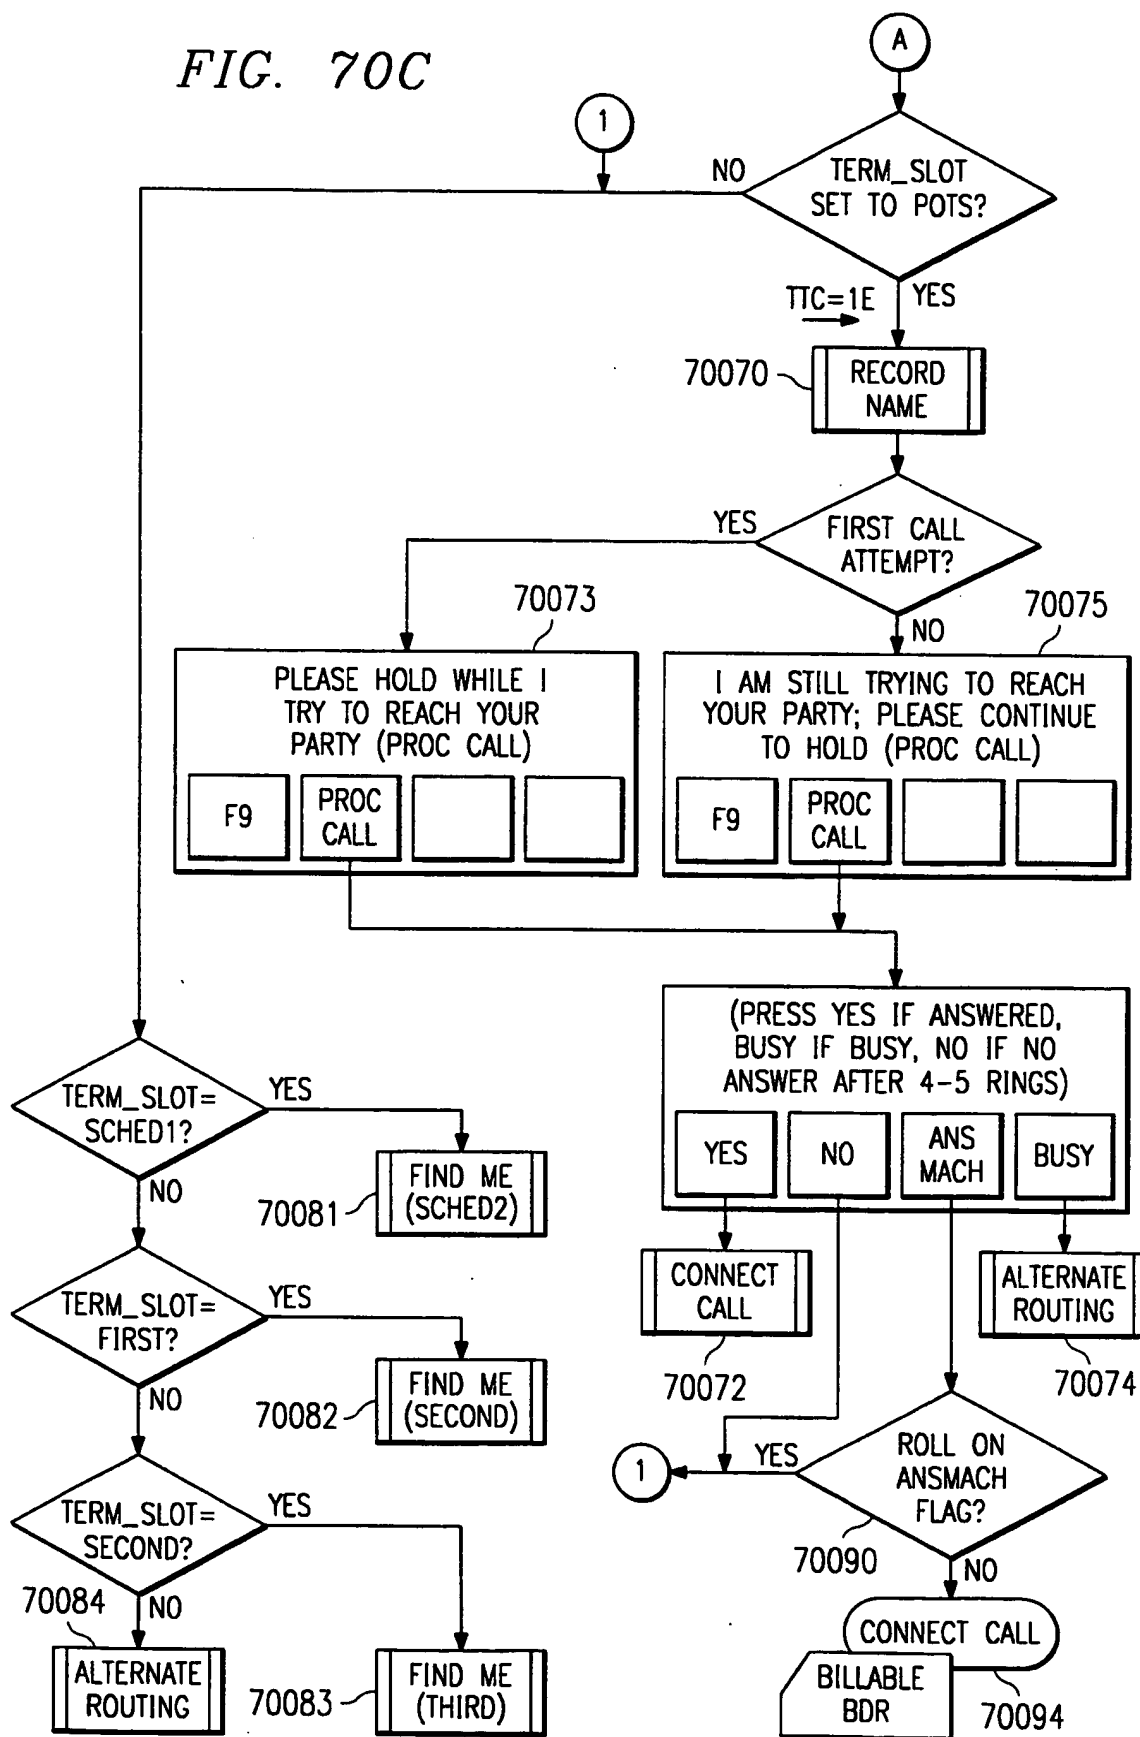 FIG. 70C
A
1
NO
TERM_SLOT
SET TO POTS?
YES
TTC=1E
70070
RECORD
NAME
YES
FIRST CALL
ATTEMPT?
NO
70073
70075
PLEASE HOLD WHILE I
TRY TO REACH YOUR
PARTY (PROC CALL)
F9
PROC
CALL
I AM STILL TRYING TO REACH
YOUR PARTY; PLEASE CONTINUE
TO HOLD (PROC CALL)
F9
PROC
CALL
(PRESS YES IF ANSWERED,
BUSY IF BUSY, NO IF NO
ANSWER AFTER 4-5 RINGS)
YES
NO
ANS
MACH
BUSY
TERM_SLOT=
SCHED1?
YES
NO
70081
FIND ME
(SCHED2)
CONNECT
CALL
70072
ALTERNATE
ROUTING
70074
TERM_SLOT=
FIRST?
YES
NO
70082
FIND ME
(SECOND)
1
YES
ROLL ON
ANSMACH
FLAG?
70090
NO
TERM_SLOT=
SECOND?
YES
NO
70084
ALTERNATE
ROUTING
70083
FIND ME
(THIRD)
CONNECT CALL
BILLABLE
BDR
70094